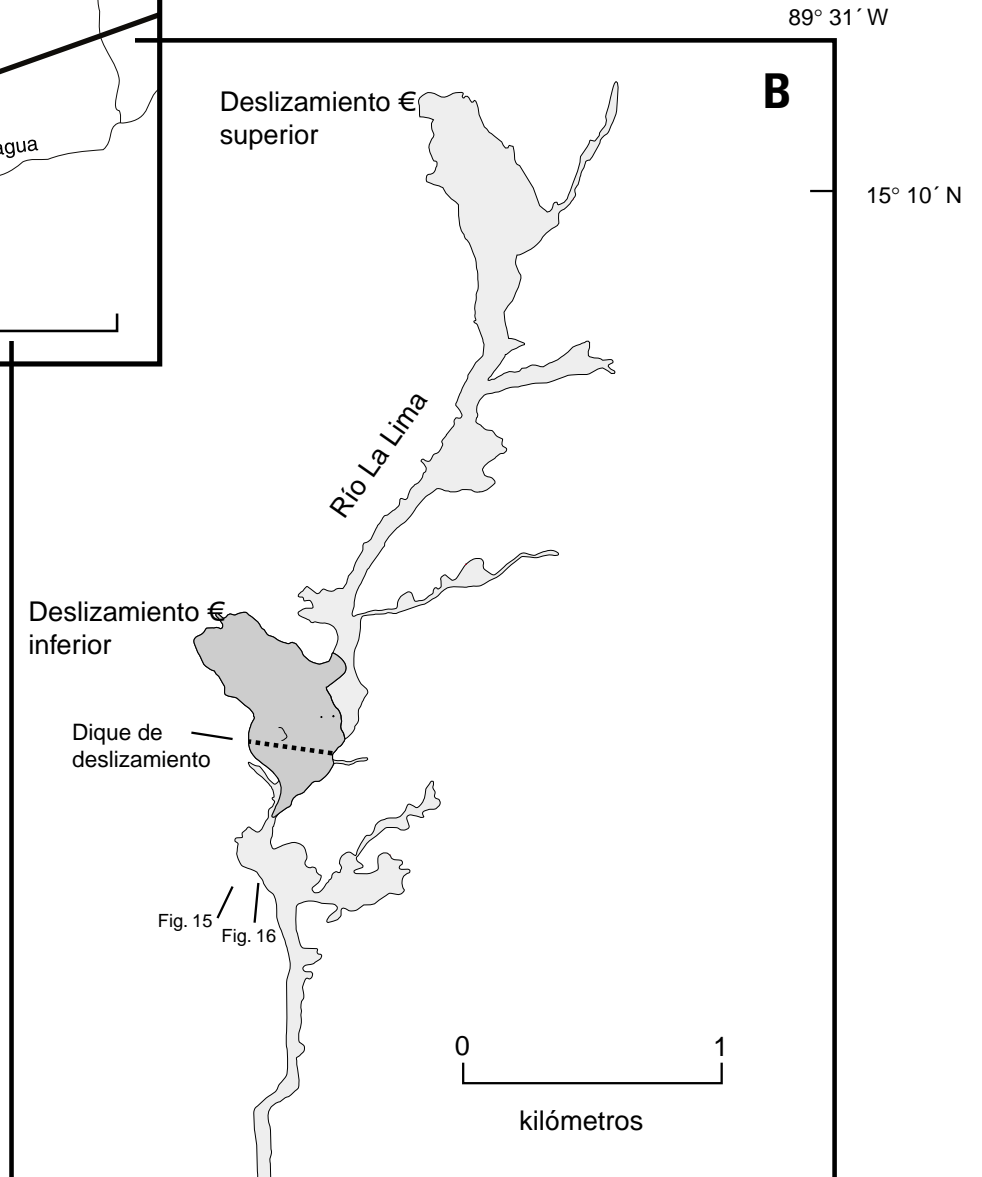 89° 31´ W
B
Deslizamiento €
superior
15° 10´ N
agua
Río La Lima
Deslizamiento €
inferior
Dique de
deslizamiento
Fig. 15
Fig. 16
0 1
kilómetros